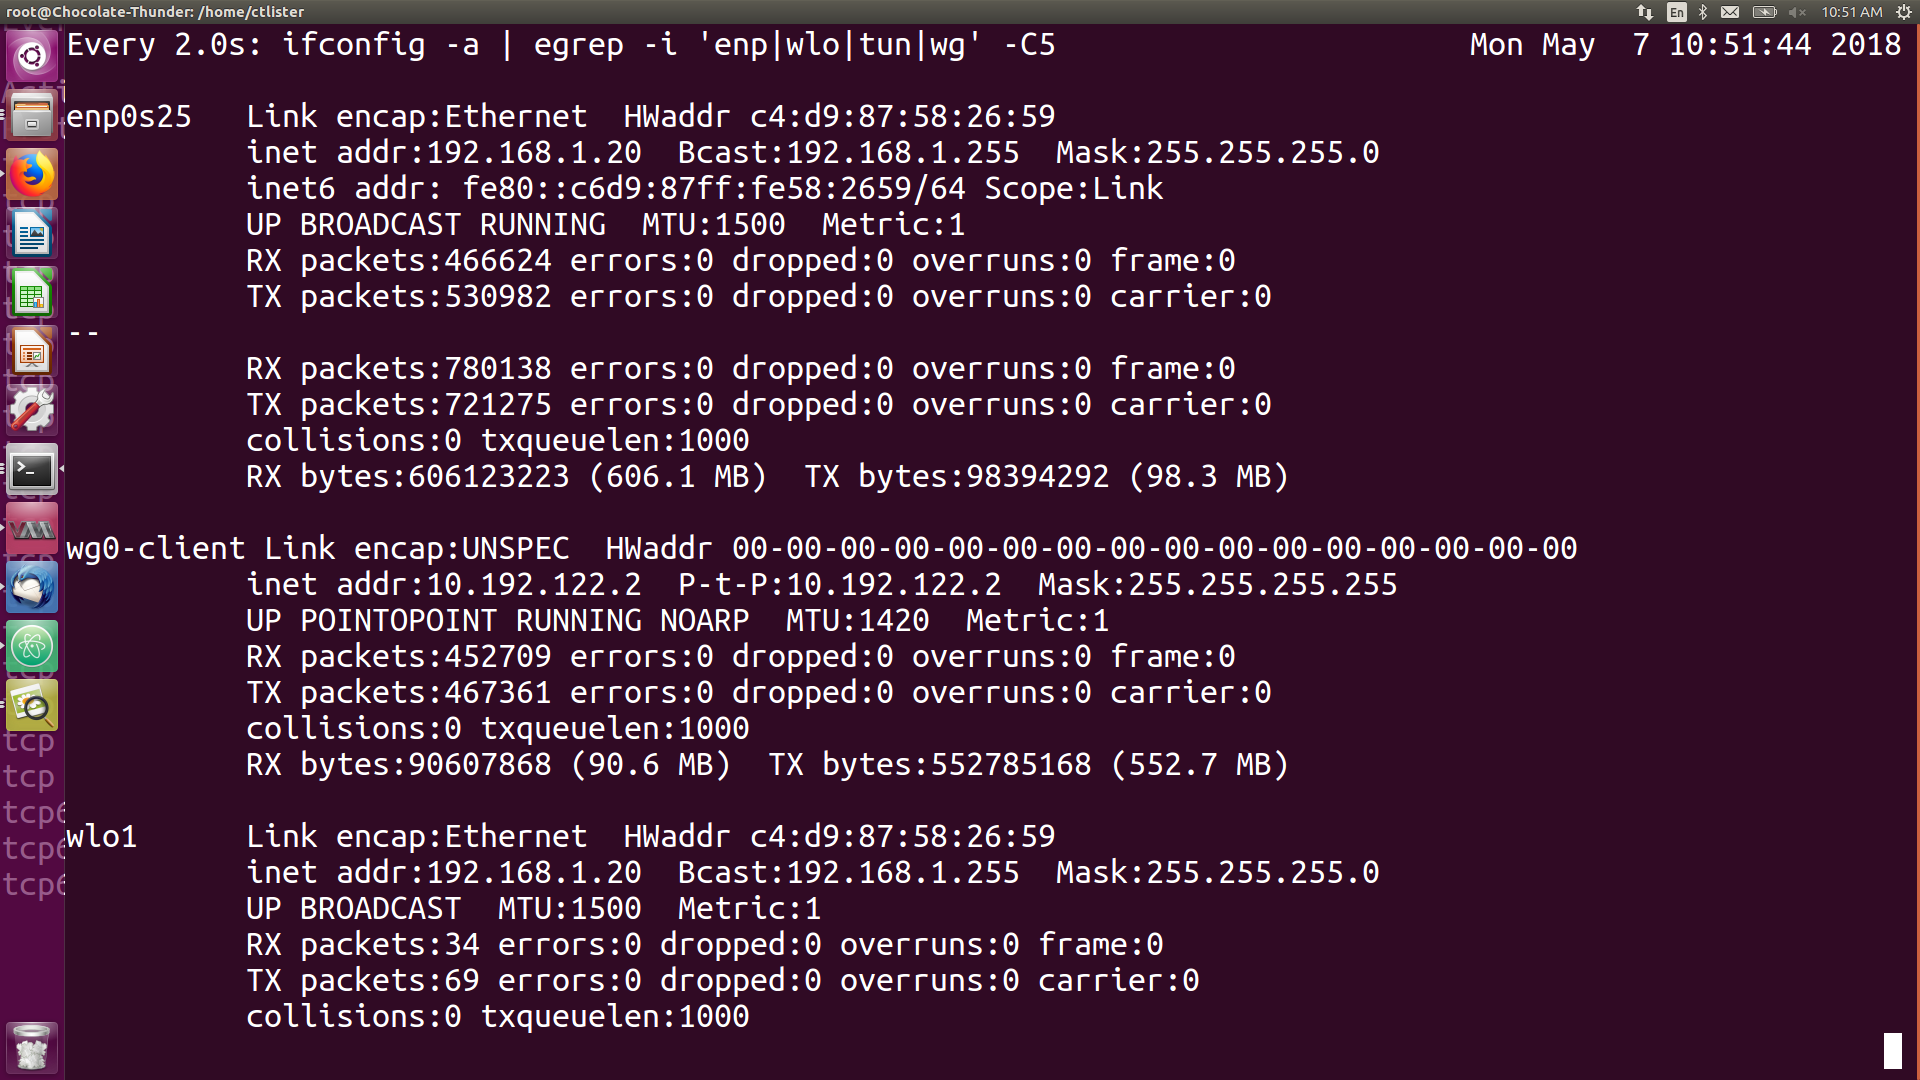 root@Chocolate-Thunder: /home/ctlister
En
10:51 AM
Every 2.0s: ifconfig -a | egrep -i 'enp|wlo|tun|wg' -C5 Mon May  7 10:51:44 2018
enp0s25   Link encap:Ethernet  HWaddr c4:d9:87:58:26:59
inet addr:192.168.1.20  Bcast:192.168.1.255  Mask:255.255.255.0
inet6 addr: fe80::c6d9:87ff:fe58:2659/64 Scope:Link
UP BROADCAST RUNNING  MTU:1500  Metric:1
RX packets:466624 errors:0 dropped:0 overruns:0 frame:0
TX packets:530982 errors:0 dropped:0 overruns:0 carrier:0
--
RX packets:780138 errors:0 dropped:0 overruns:0 frame:0
TX packets:721275 errors:0 dropped:0 overruns:0 carrier:0
collisions:0 txqueuelen:1000
RX bytes:606123223 (606.1 MB)  TX bytes:98394292 (98.3 MB)
wg0-client Link encap:UNSPEC  HWaddr 00-00-00-00-00-00-00-00-00-00-00-00-00-00-00-00
inet addr:10.192.122.2  P-t-P:10.192.122.2  Mask:255.255.255.255
UP POINTOPOINT RUNNING NOARP  MTU:1420  Metric:1
RX packets:452709 errors:0 dropped:0 overruns:0 frame:0
TX packets:467361 errors:0 dropped:0 overruns:0 carrier:0
collisions:0 txqueuelen:1000
RX bytes:90607868 (90.6 MB)  TX bytes:552785168 (552.7 MB)
wlo1      Link encap:Ethernet  HWaddr c4:d9:87:58:26:59
inet addr:192.168.1.20  Bcast:192.168.1.255  Mask:255.255.255.0
UP BROADCAST  MTU:1500  Metric:1
RX packets:34 errors:0 dropped:0 overruns:0 frame:0
TX packets:69 errors:0 dropped:0 overruns:0 carrier:0
collisions:0 txqueuelen:1000
tcp
tcp
tcp6
tcp6
tcp6